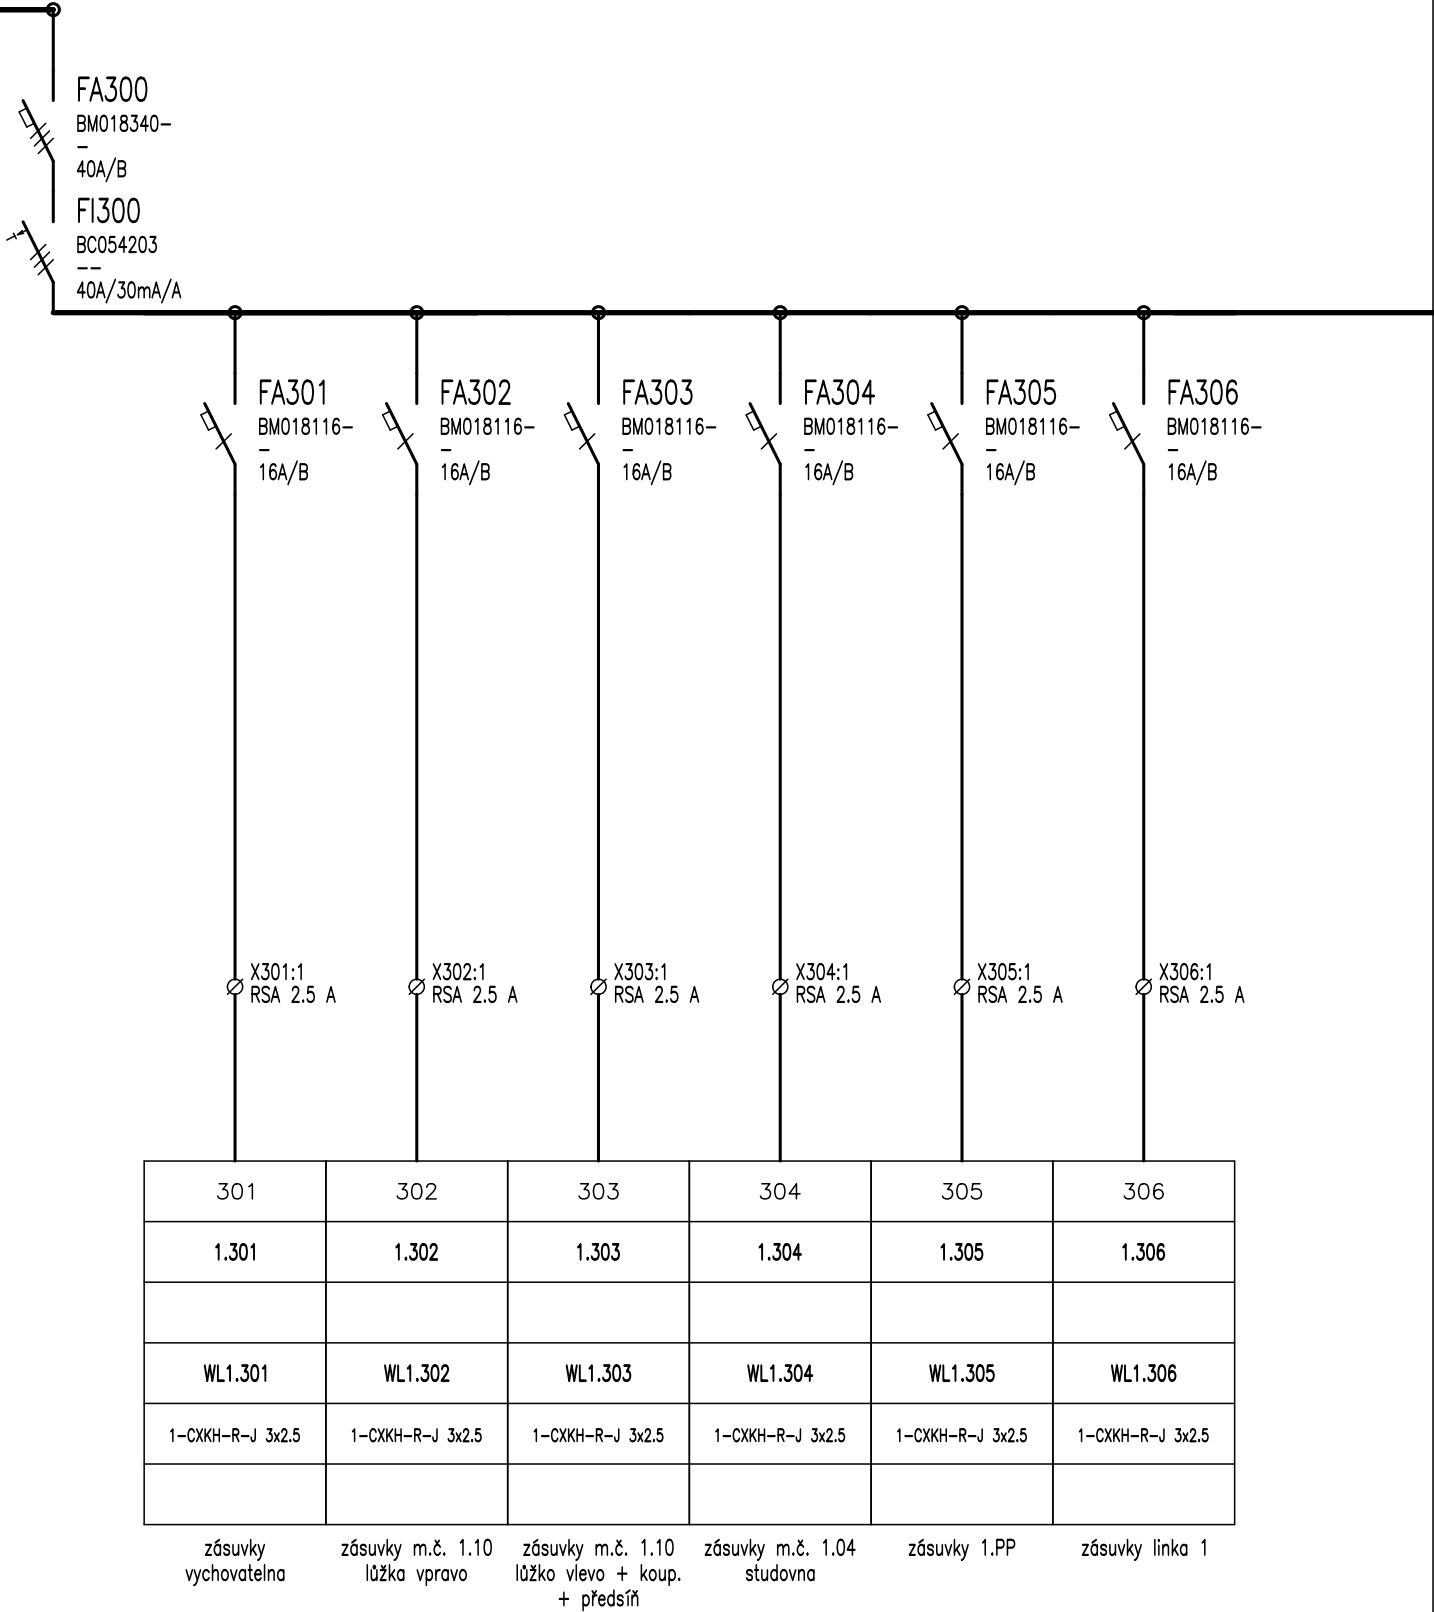 FA300
BM018340-
-
40A/B
FI300
BC054203
--
40A/30mA/A
FA301
BM018116-
-
16A/B
FA302
BM018116-
-
16A/B
FA303
BM018116-
-
16A/B
FA304
BM018116-
-
16A/B
FA305
BM018116-
-
16A/B
FA306
BM018116-
-
16A/B
X301:1
RSA 2.5 A
X302:1
RSA 2.5 A
X303:1
RSA 2.5 A
X304:1
RSA 2.5 A
X305:1
RSA 2.5 A
X306:1
RSA 2.5 A
301 302 303 304 305 306
1.301 1.302 1.303 1.304 1.305 1.306
WL1.301 WL1.302 WL1.303 WL1.304 WL1.305 WL1.306
1-CXKH-R-J 3x2.5 1-CXKH-R-J 3x2.5 1-CXKH-R-J 3x2.5 1-CXKH-R-J 3x2.5 1-CXKH-R-J 3x2.5 1-CXKH-R-J 3x2.5
zásuvky
vychovatelna
zásuvky m.č. 1.10
lůžka vpravo
zásuvky m.č. 1.10
lůžko vlevo + koup.
+ předsíň
zásuvky m.č. 1.04
studovna
zásuvky 1.PP
zásuvky linka 1